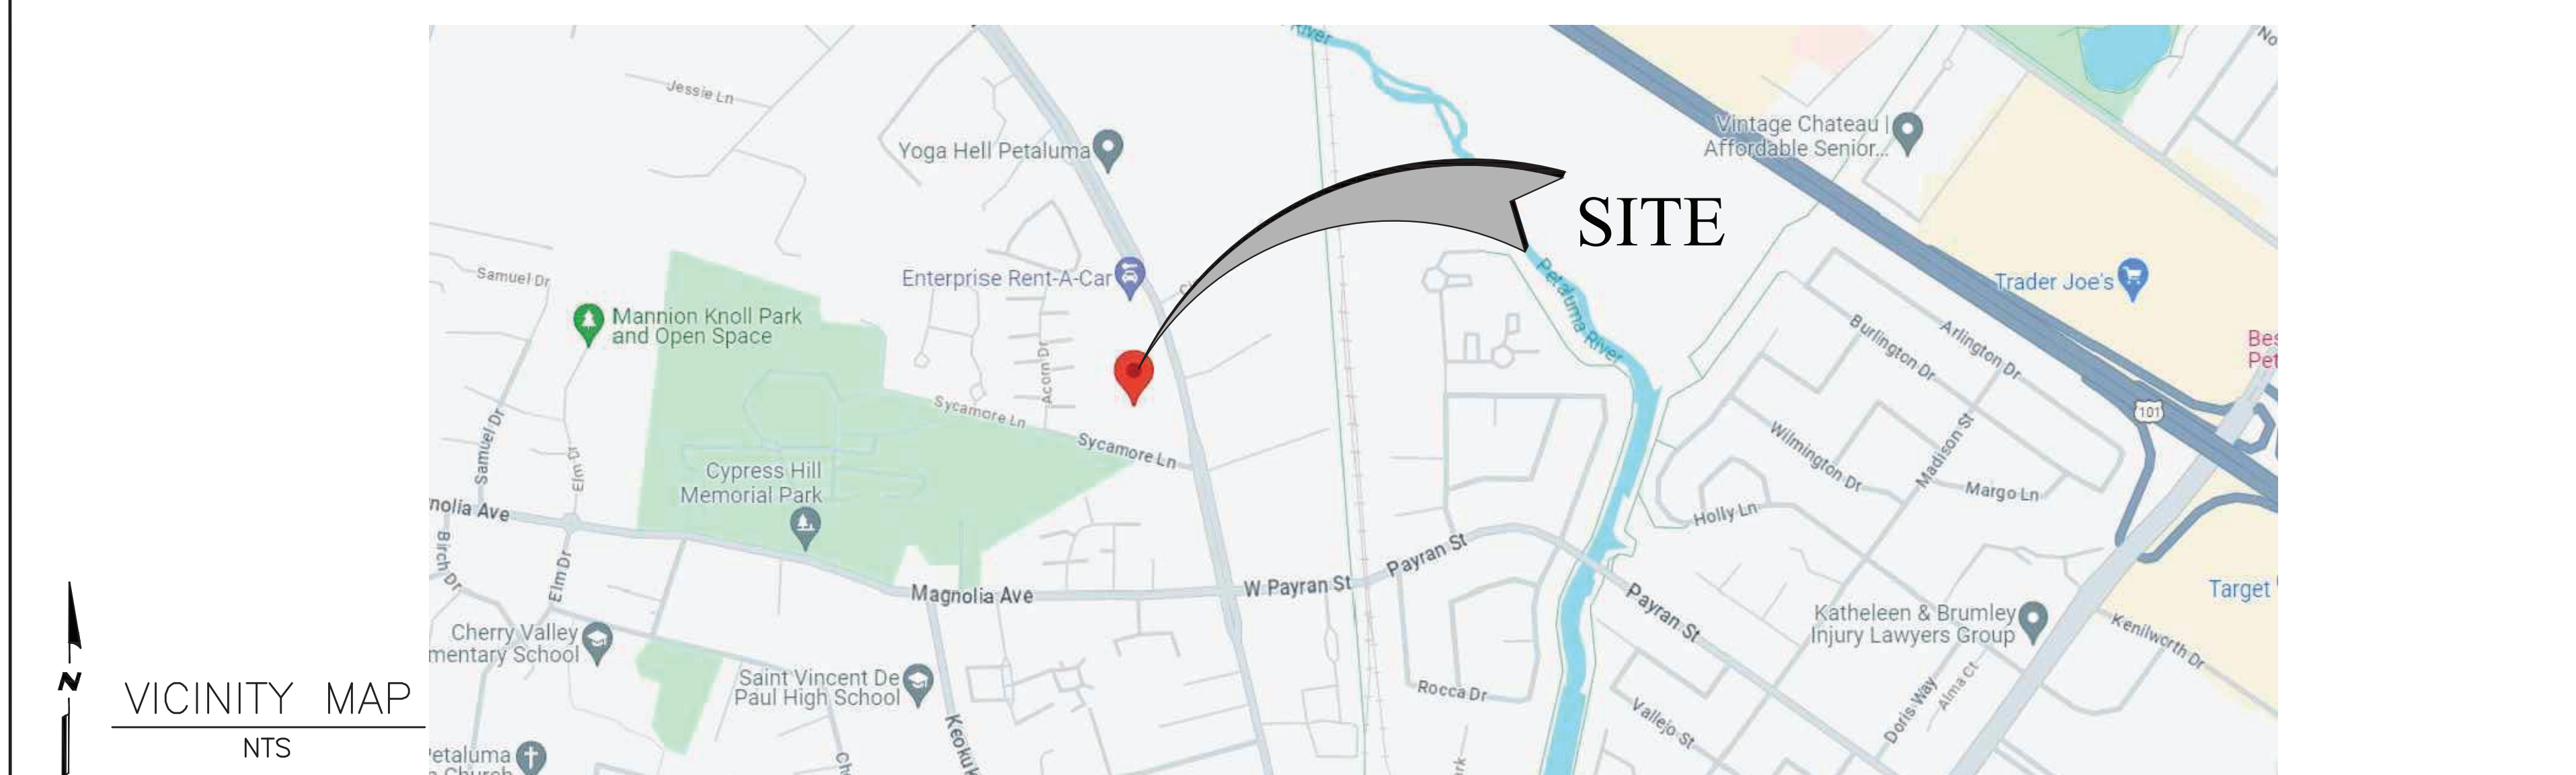 River
No
Jessie Ln
Vintage Chateau |
Affordable Senior...
Yoga Hell Petaluma
SITE
Samuel Dr
Enterprise Rent-A-Car
Petaluma River
Trader Joe's
Mannion Knoll Park
and Open Space
Burlington Dr
Arlington Dr
Bes
Pet
Acorn Dr
Sycamore Ln
101
Samuel Dr
Elm Dr
Sycamore Ln
Wilmington Dr
Madison St
Cypress Hill
Memorial Park
Margo Ln
nolia Ave
Holly Ln
Birch Dr
Elm Dr
Magnolia Ave
W Payran St
Payran St
Payran St
Target
Katheleen & Brumley
Injury Lawyers Group
Kenilworth Dr
Cherry Valley
mentary School
N
VICINITY MAP
NTS
Saint Vincent De
Paul High School
Rocca Dr
Doris Way
Alma Ct
Vallejo St
Keokuk
etaluma
Church